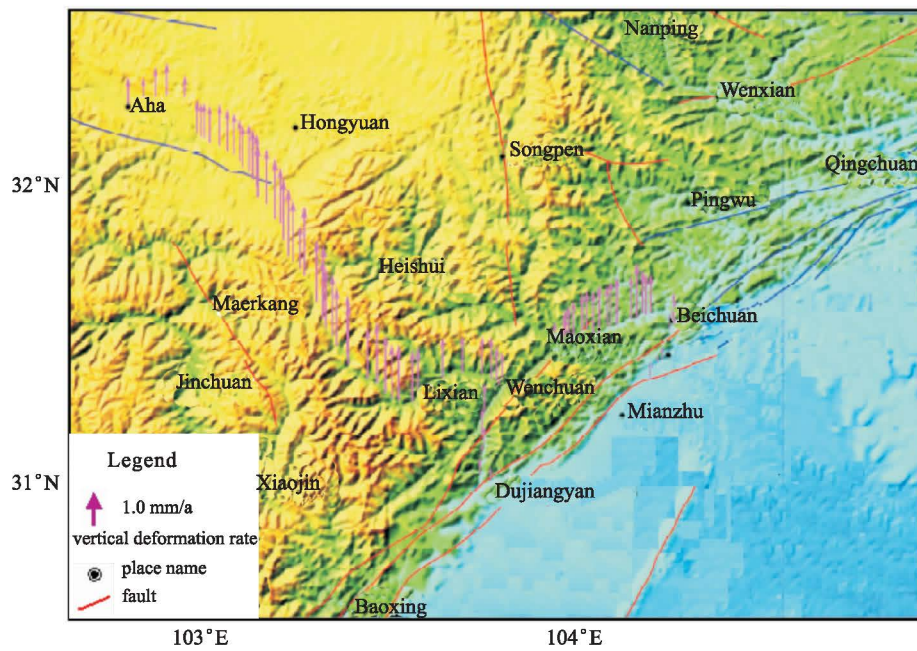 Nanping
Wenxian
Aha
Hongyuan
Songpen
Qingchuan
32°N
Pingwu
Heishui
Maerkang
Beichuan
Maoxian
Jinchuan
Lixian
Wenchuan
Mianzhu
Legend
31°N
Xiaojin
Dujiangyan
1.0 mm/a
vertical deformation rate
place name
fault
Baoxing
103°E
104°E